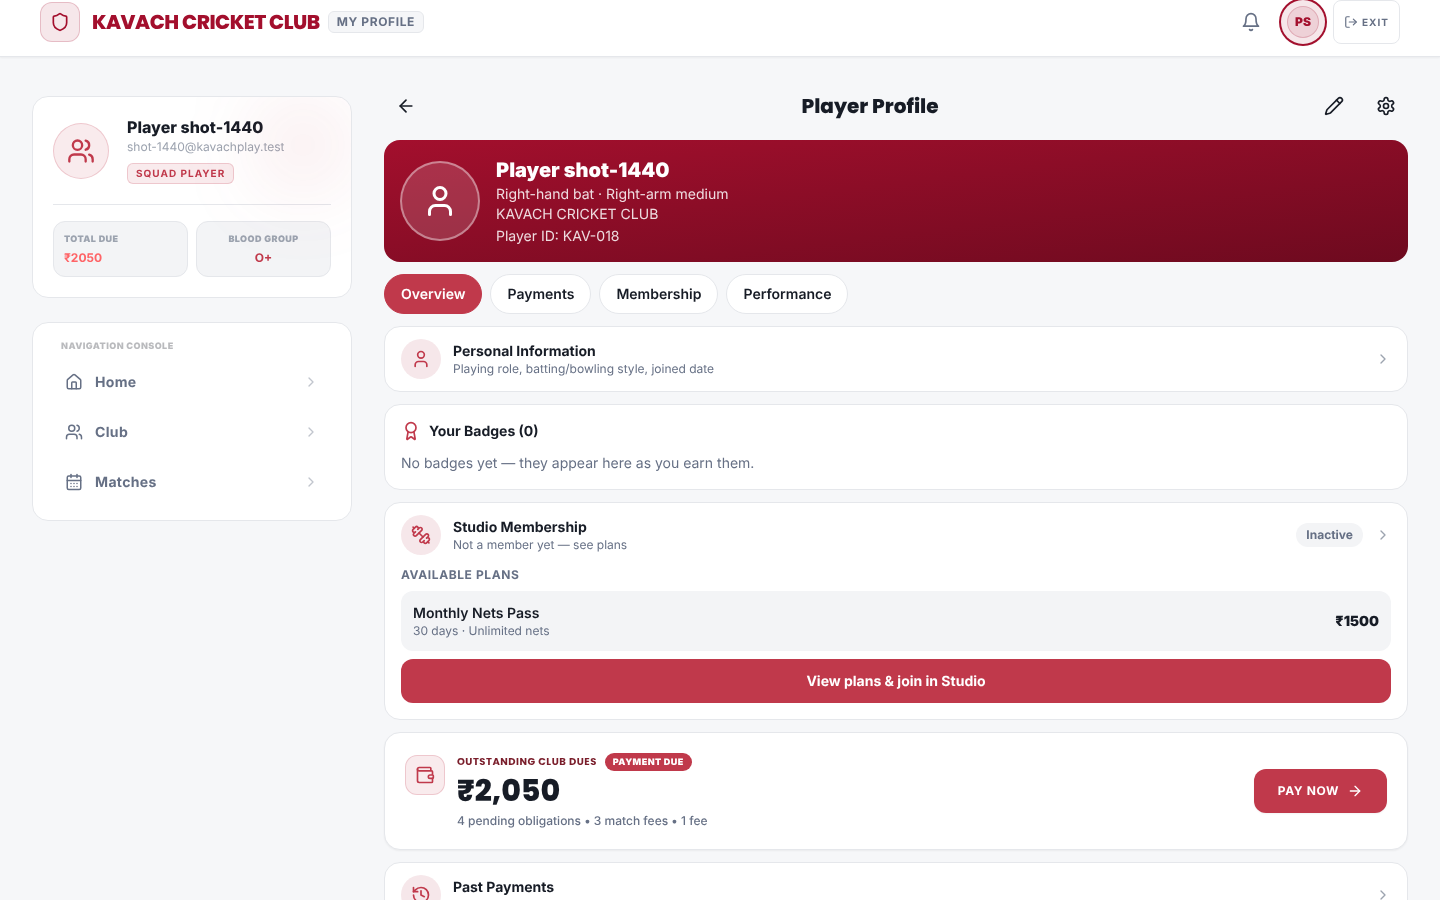 KAVACH CRICKET CLUB MY PROFILE
PS
EXIT
Player shot-1440
shot-1440@kavachplay.test
SQUAD PLAYER
TOTAL DUE
₹2050
BLOOD GROUP
O+
NAVIGATION CONSOLE
Home
Club
Matches
Player Profile
Player shot-1440
Right-hand bat · Right-arm medium
KAVACH CRICKET CLUB
Player ID: KAV-018
Overview Payments Membership Performance
Personal Information
Playing role, batting/bowling style, joined date
Your Badges (0)
No badges yet — they appear here as you earn them.
Studio Membership
Not a member yet — see plans
Inactive
AVAILABLE PLANS
Monthly Nets Pass
30 days · Unlimited nets
₹1500
View plans & join in Studio
OUTSTANDING CLUB DUES PAYMENT DUE
₹2,050
4 pending obligations • 3 match fees • 1 fee
PAY NOW
Past Payments